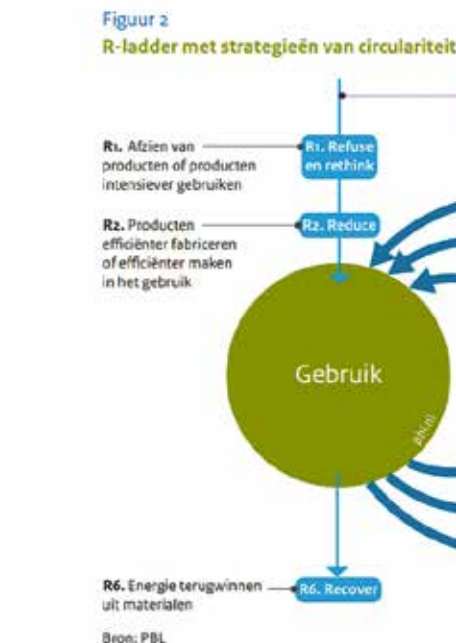 Figuur 2
R-ladder met strategieën van circulariteit
R1. Afzien van
producten of producten
intensiever gebruiken
R1. Refuse
en rethink
R2. Producten
efficiënter fabriceren
of efficiënter maken
in het gebruik
R2. Reduce
Gebruik
pbl.nl
R6. Energie terugwinnen
uit materialen
R6. Recover
Bron: PBL